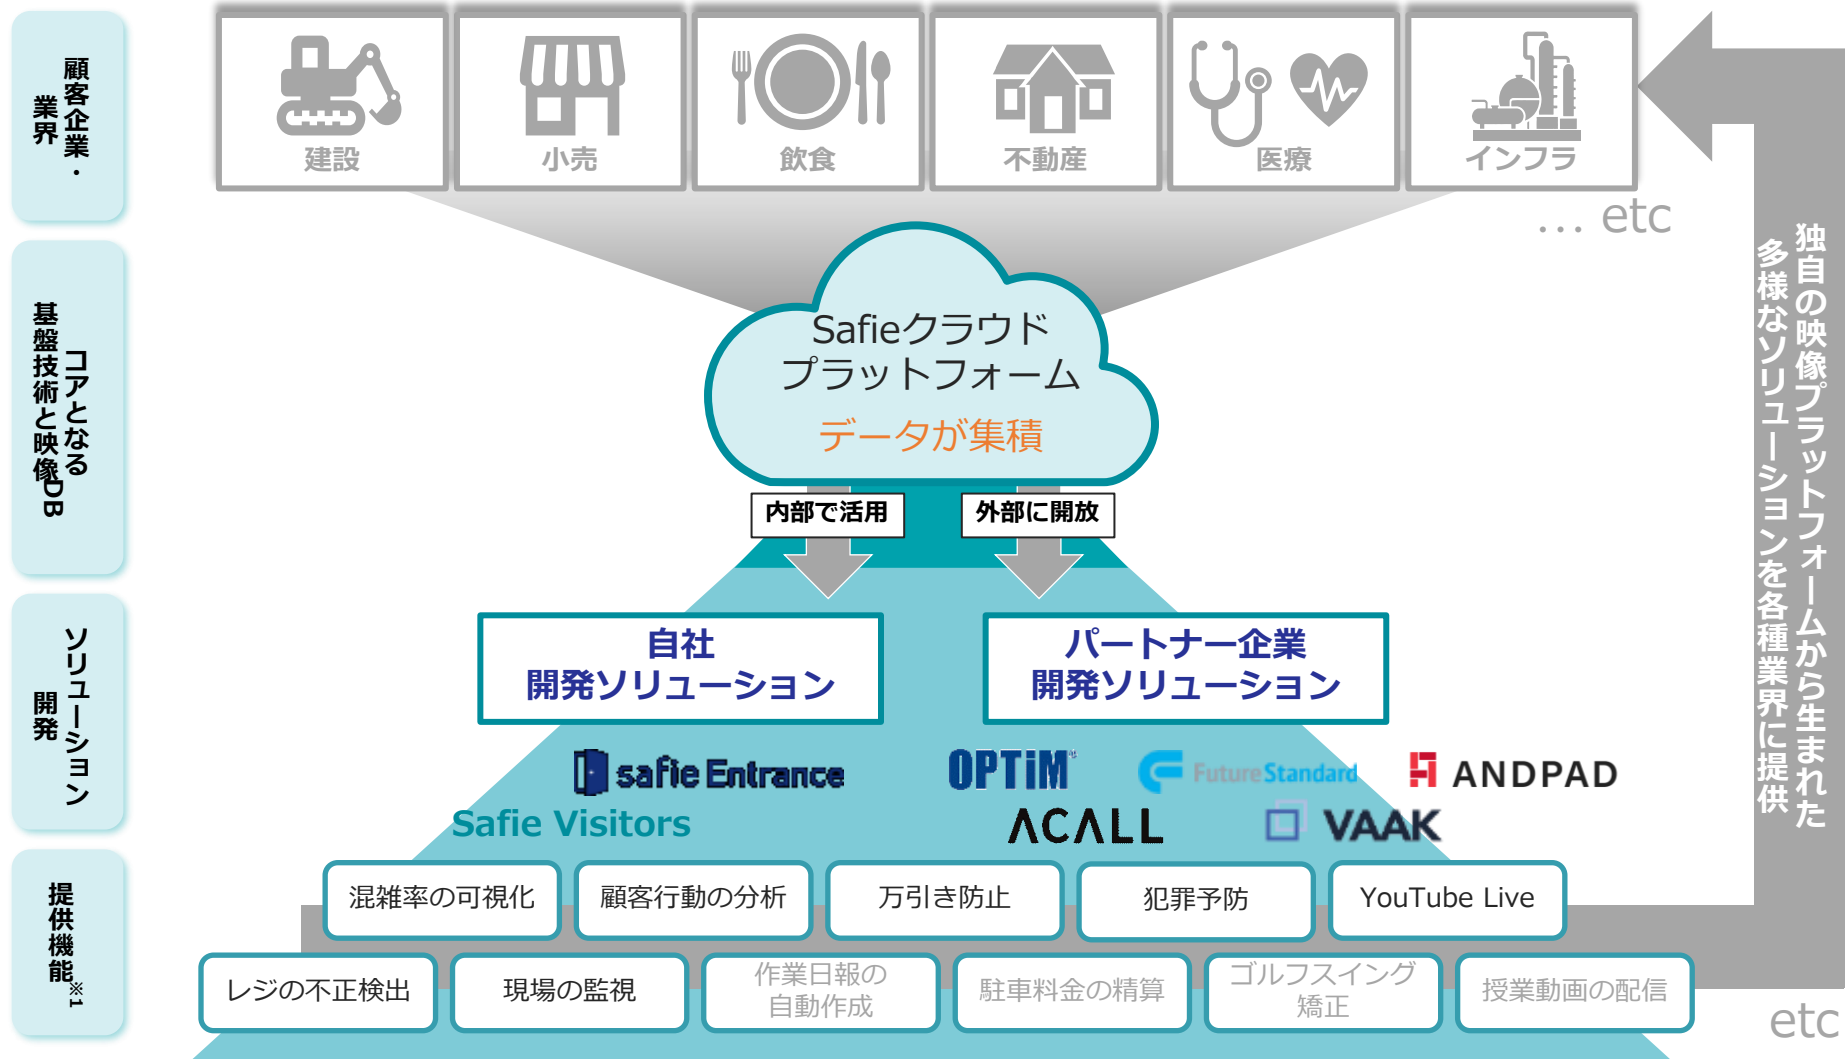 顧客企業・
業界
建設
小売
飲食
不動産
医療
インフラ
... etc
コアとなる
基盤技術と映像DB
Safieクラウド
プラットフォーム
データが集積
内部で活用
外部に開放
ソリューション
開発
自社
開発ソリューション
パートナー企業
開発ソリューション
safie Entrance
OPTiM
Future Standard
ANDPAD
Safie Visitors
ACALL
VAAK
提供機能※1
混雑率の可視化
顧客行動の分析
万引き防止
犯罪予防
YouTube Live
レジの不正検出
現場の監視
作業日報の
自動作成
駐車料金の精算
ゴルフスイング
矯正
授業動画の配信
etc
独自の映像プラットフォームから生まれた
多様なソリューションを各種業界に提供